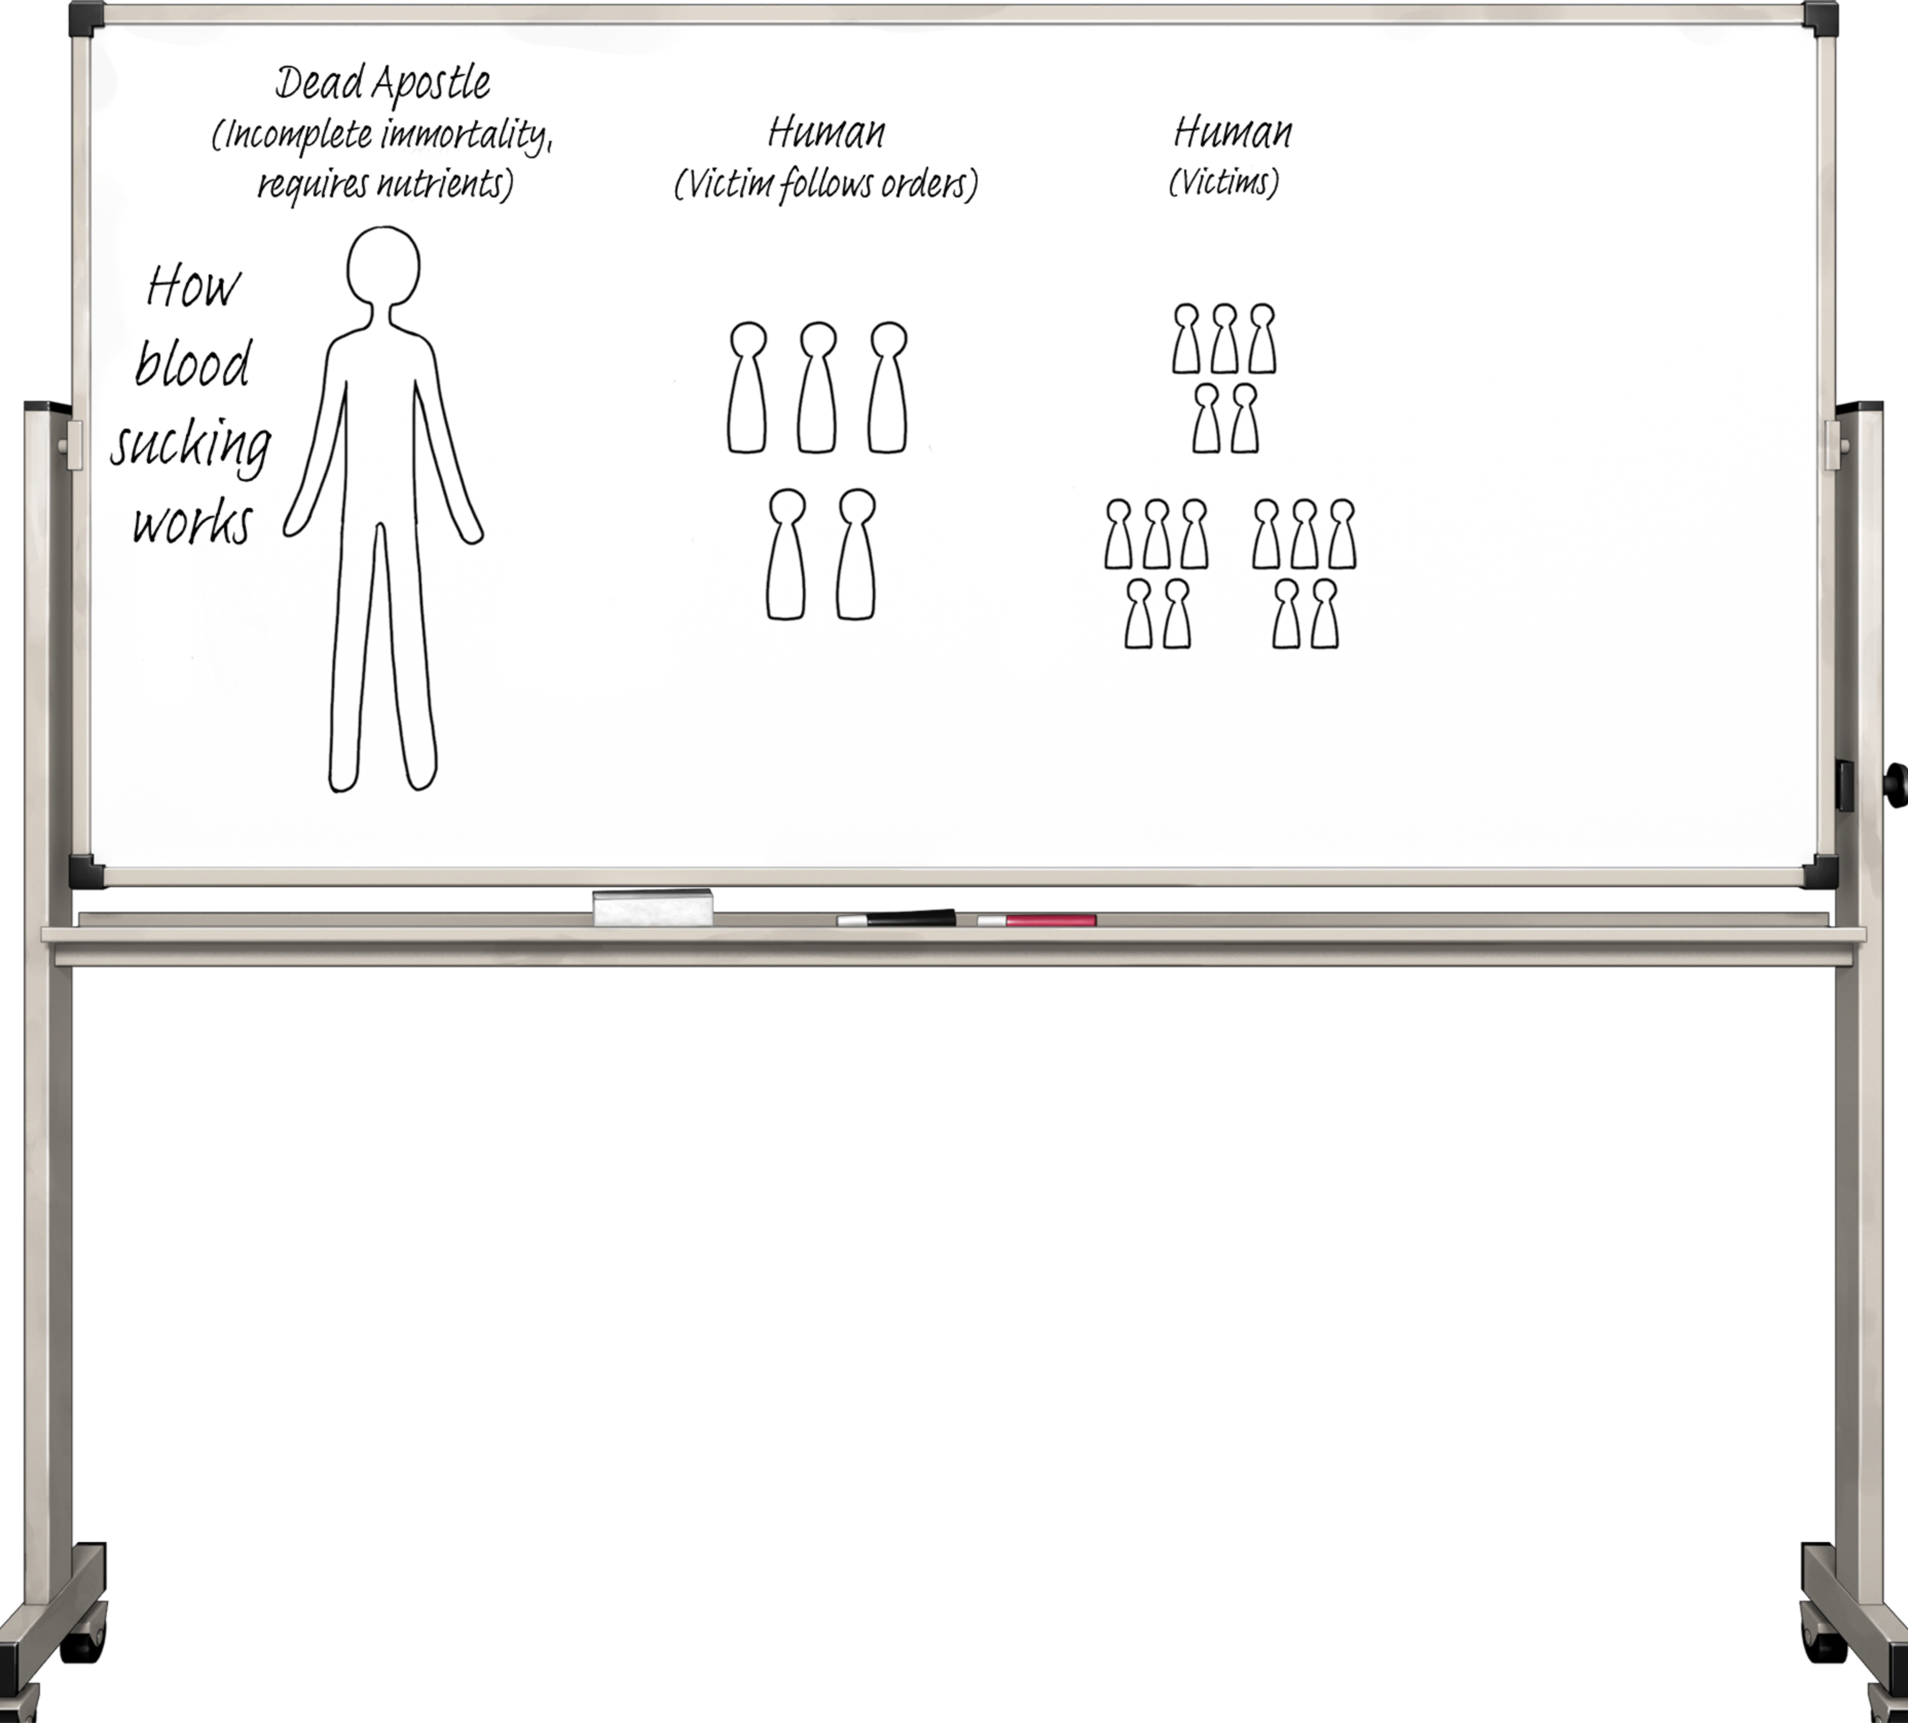 Dead Apostle
(Incomplete immortality,
requires nutrients)
Human
(Victim follows orders)
Human
(Victims)
How
blood
sucking
works